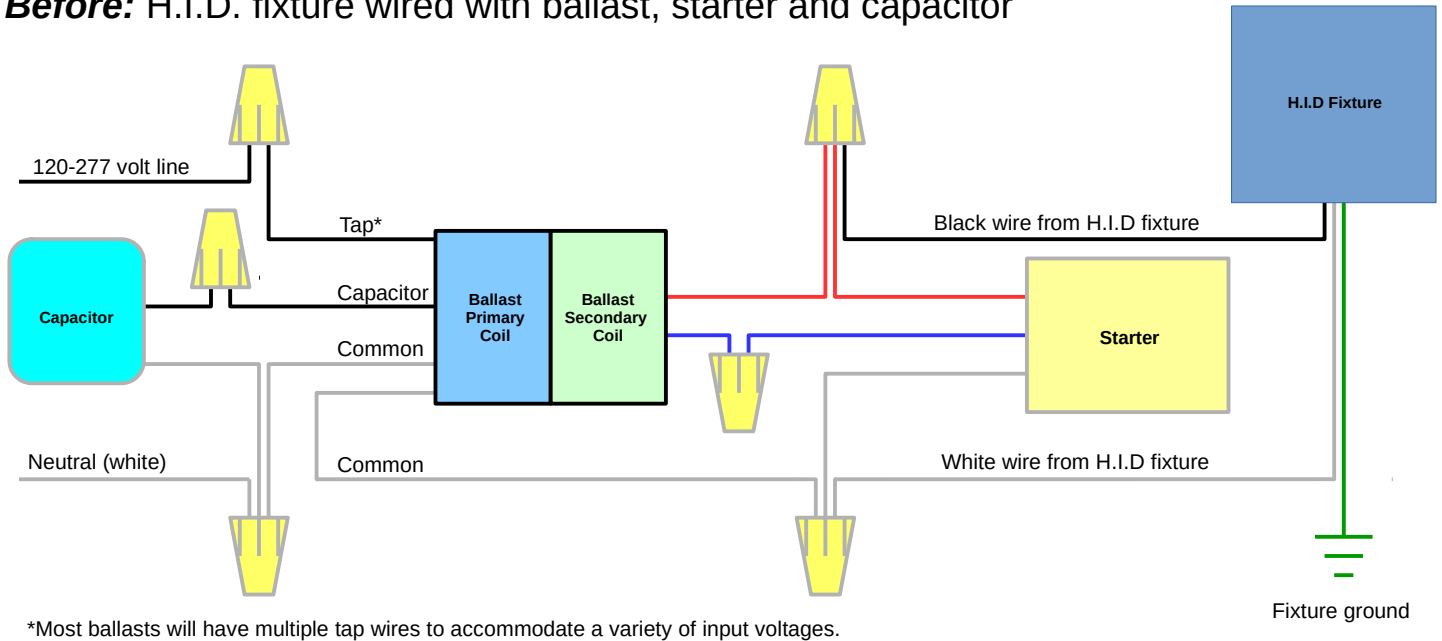 Before: H.I.D. fixture wired with ballast, starter and capacitor
H.I.D Fixture
120-277 volt line
Tap*
Black wire from H.I.D fixture
Capacitor
Capacitor
Ballast
Primary
Coil
Ballast
Secondary
Coil
Starter
Common
Neutral (white)
Common
White wire from H.I.D fixture
Fixture ground
*Most ballasts will have multiple tap wires to accommodate a variety of input voltages.